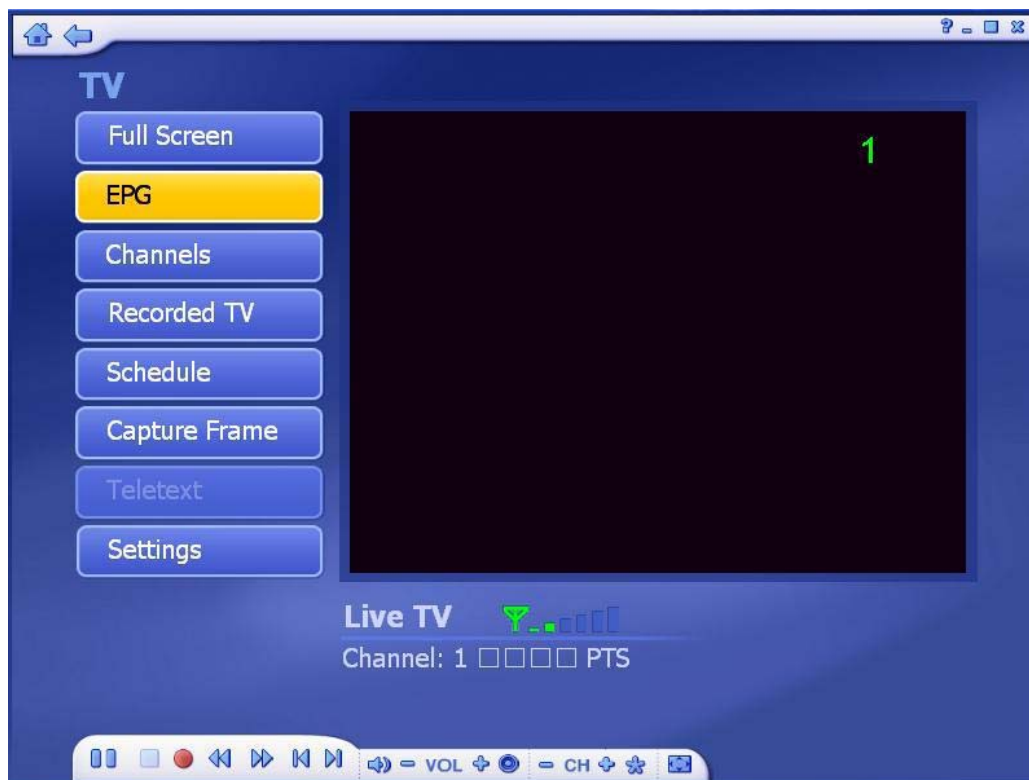 TV
Full Screen
EPG
Channels
Recorded TV
Schedule
Capture Frame
Teletext
Settings
1
Live TV
Channel: 1 □□□□ PTS
VOL
CH